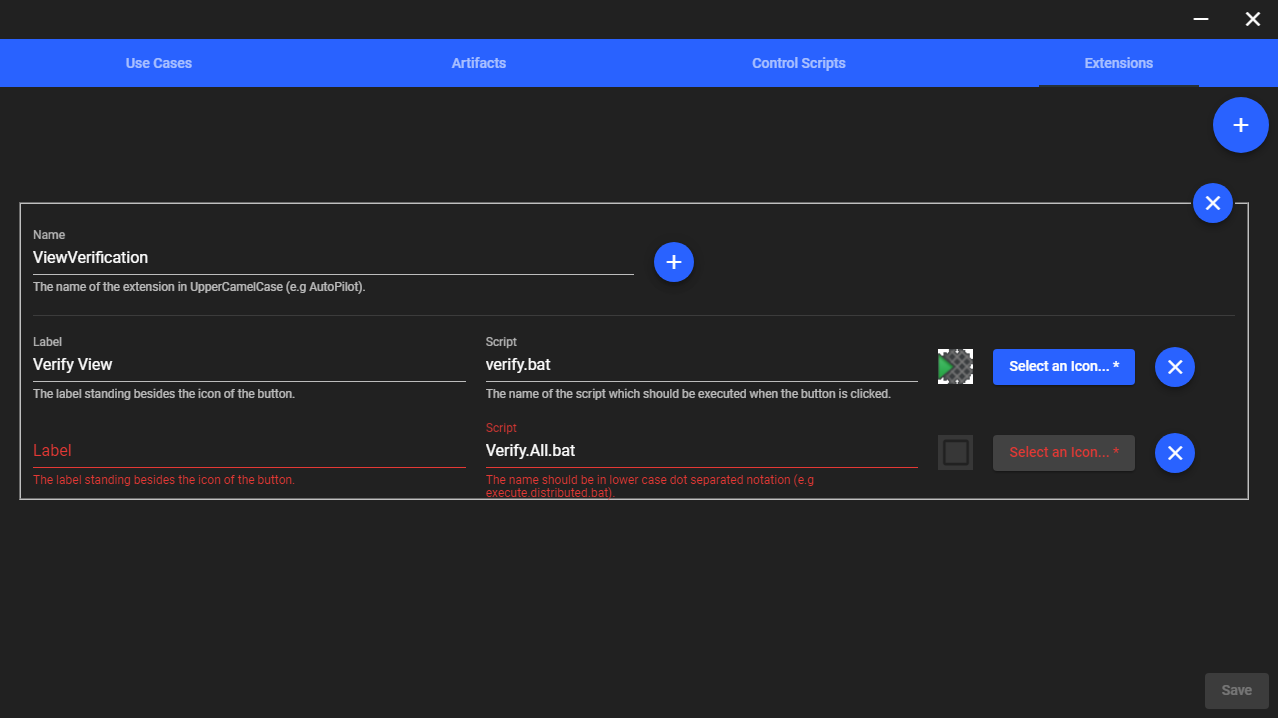 Use Cases
Artifacts
Control Scripts
Extensions
Name
ViewVerification
The name of the extension in UpperCamelCase (e.g AutoPilot).
Label
Script
Verify View
verify.bat
Select an Icon... *
The label standing besides the icon of the button.
The name of the script which should be executed when the button is clicked.
Script
Label
Verify.All.bat
Select an Icon... *
The label standing besides the icon of the button.
The name should be in lower case dot separated notation (e.g
execute.distributed.bat).
Save